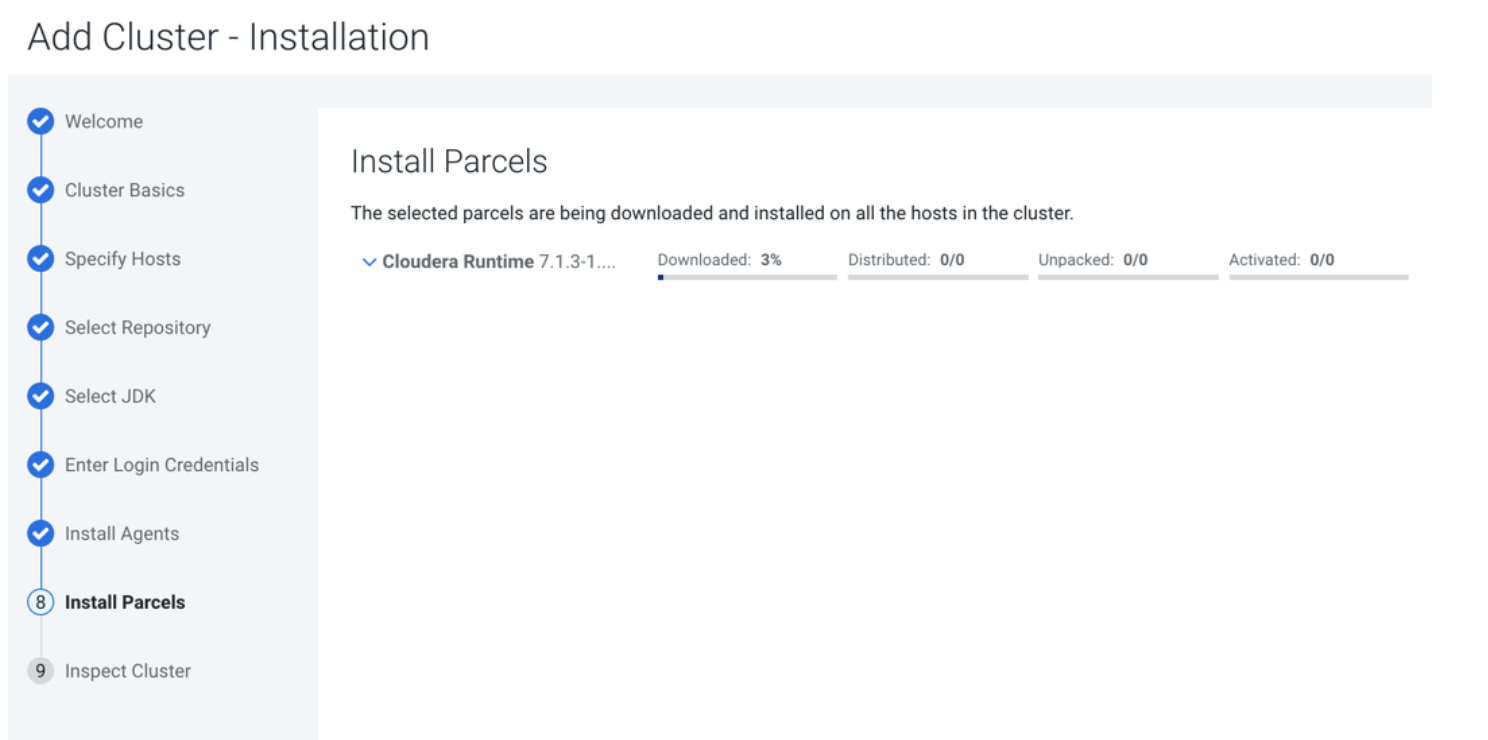 Add Cluster - Installation
Welcome
Cluster Basics
Specify Hosts
Select Repository
Select JDK
Enter Login Credentials
Install Agents
8 Install Parcels
9 Inspect Cluster
Install Parcels
The selected parcels are being downloaded and installed on all the hosts in the cluster.
Cloudera Runtime 7.1.3-1.... Downloaded: 3% Distributed: 0/0 Unpacked: 0/0 Activated: 0/0